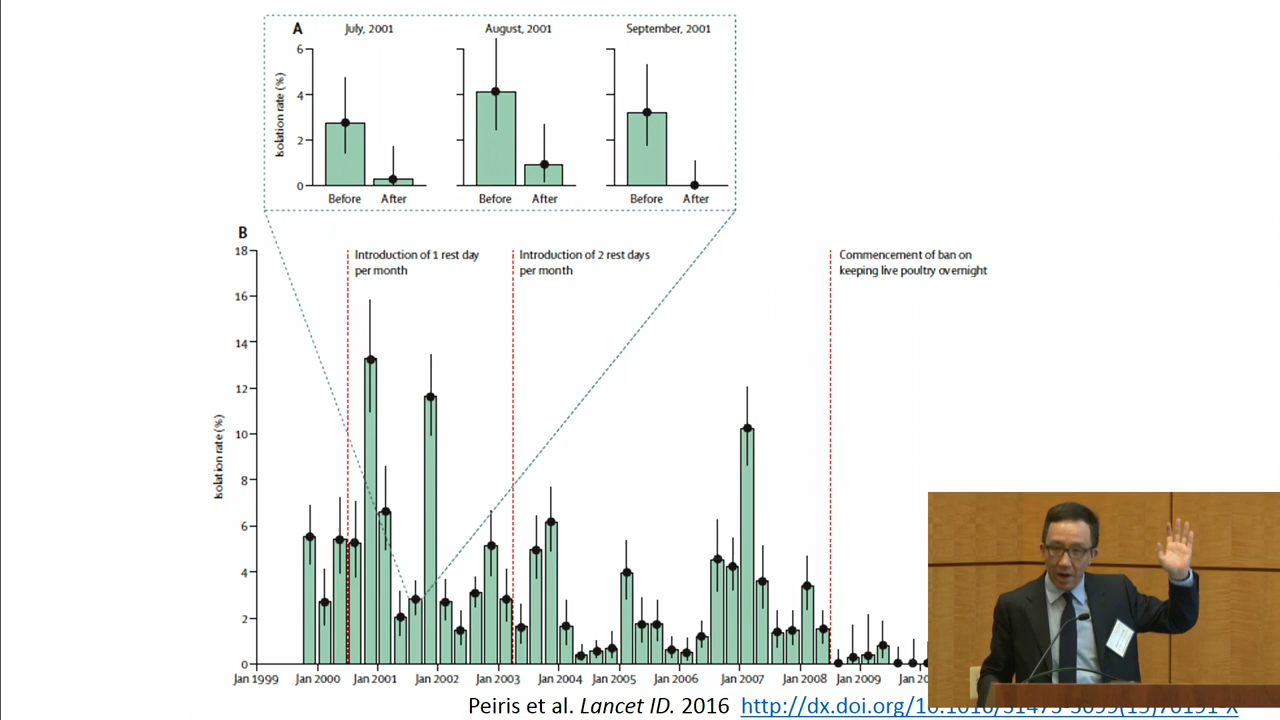 A
July, 2001
August, 2001
September, 2001
Isolation rate (%)
6
4
2
0
Before
After
Before
After
Before
After
B
Isolation rate (%)
18
16
14
12
10
8
6
4
2
0
Introduction of 1 rest day
per month
Introduction of 2 rest days
per month
Commencement of ban on
keeping live poultry overnight
Jan 1999
Jan 2000
Jan 2001
Jan 2002
Jan 2003
Jan 2004
Jan 2005
Jan 2006
Jan 2007
Jan 2008
Jan 2009
Peiris et al. Lancet ID. 2016 http://dx.doi.org/